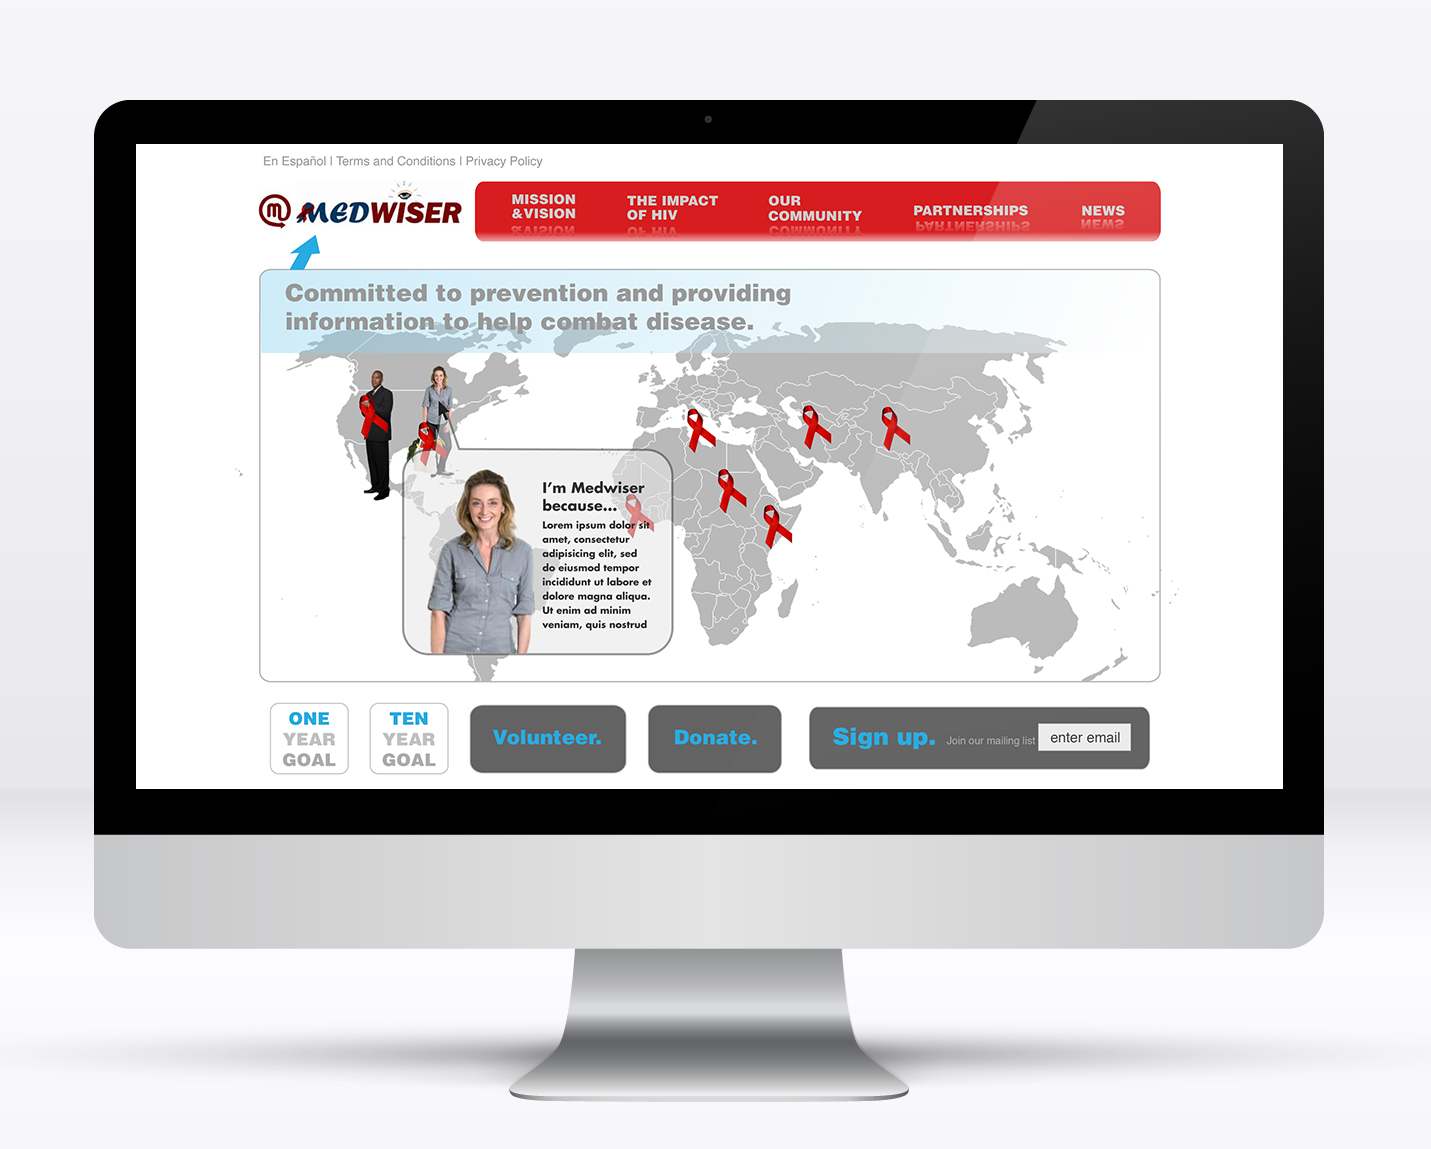 En Español | Terms and Conditions | Privacy Policy
MEDWISER
MISSION
&VISION
THE IMPACT
OF HIV
OUR
COMMUNITY
PARTNERSHIPS
NEWS
Committed to prevention and providing
information to help combat disease.
I'm Medwiser
because...
Lorem ipsum dolor sit
amet, consectetur
adipisicing elit, sed
do eiusmod tempor
incididunt ut labore et
dolore magna aliqua.
Ut enim ad minim
veniam, quis nostrud
ONE
YEAR
GOAL
TEN
YEAR
GOAL
Volunteer.
Donate.
Sign up. Join our mailing list enter email